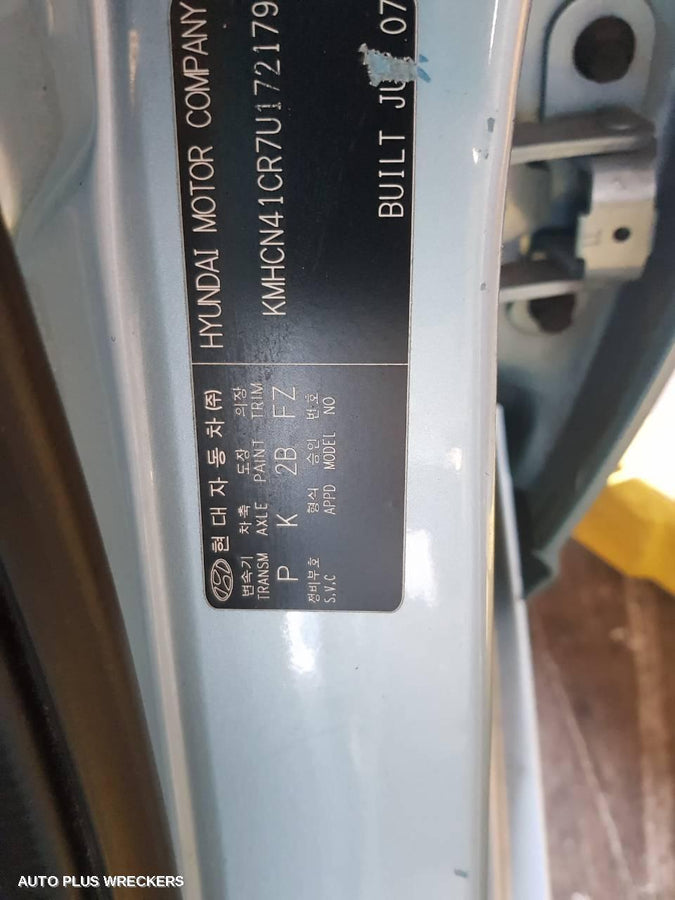 HYUNDAI MOTOR COMPANY
KMHCN41CR7U172179
BUILT JU 07
현대자동차(주)
변속기 차축 도장 의장
TRANSM AXLE PAINT TRIM
P K 2B FZ
정비부호 형식 승인 번호
S.V.C APPD MODEL NO
AUTO PLUS WRECKERS